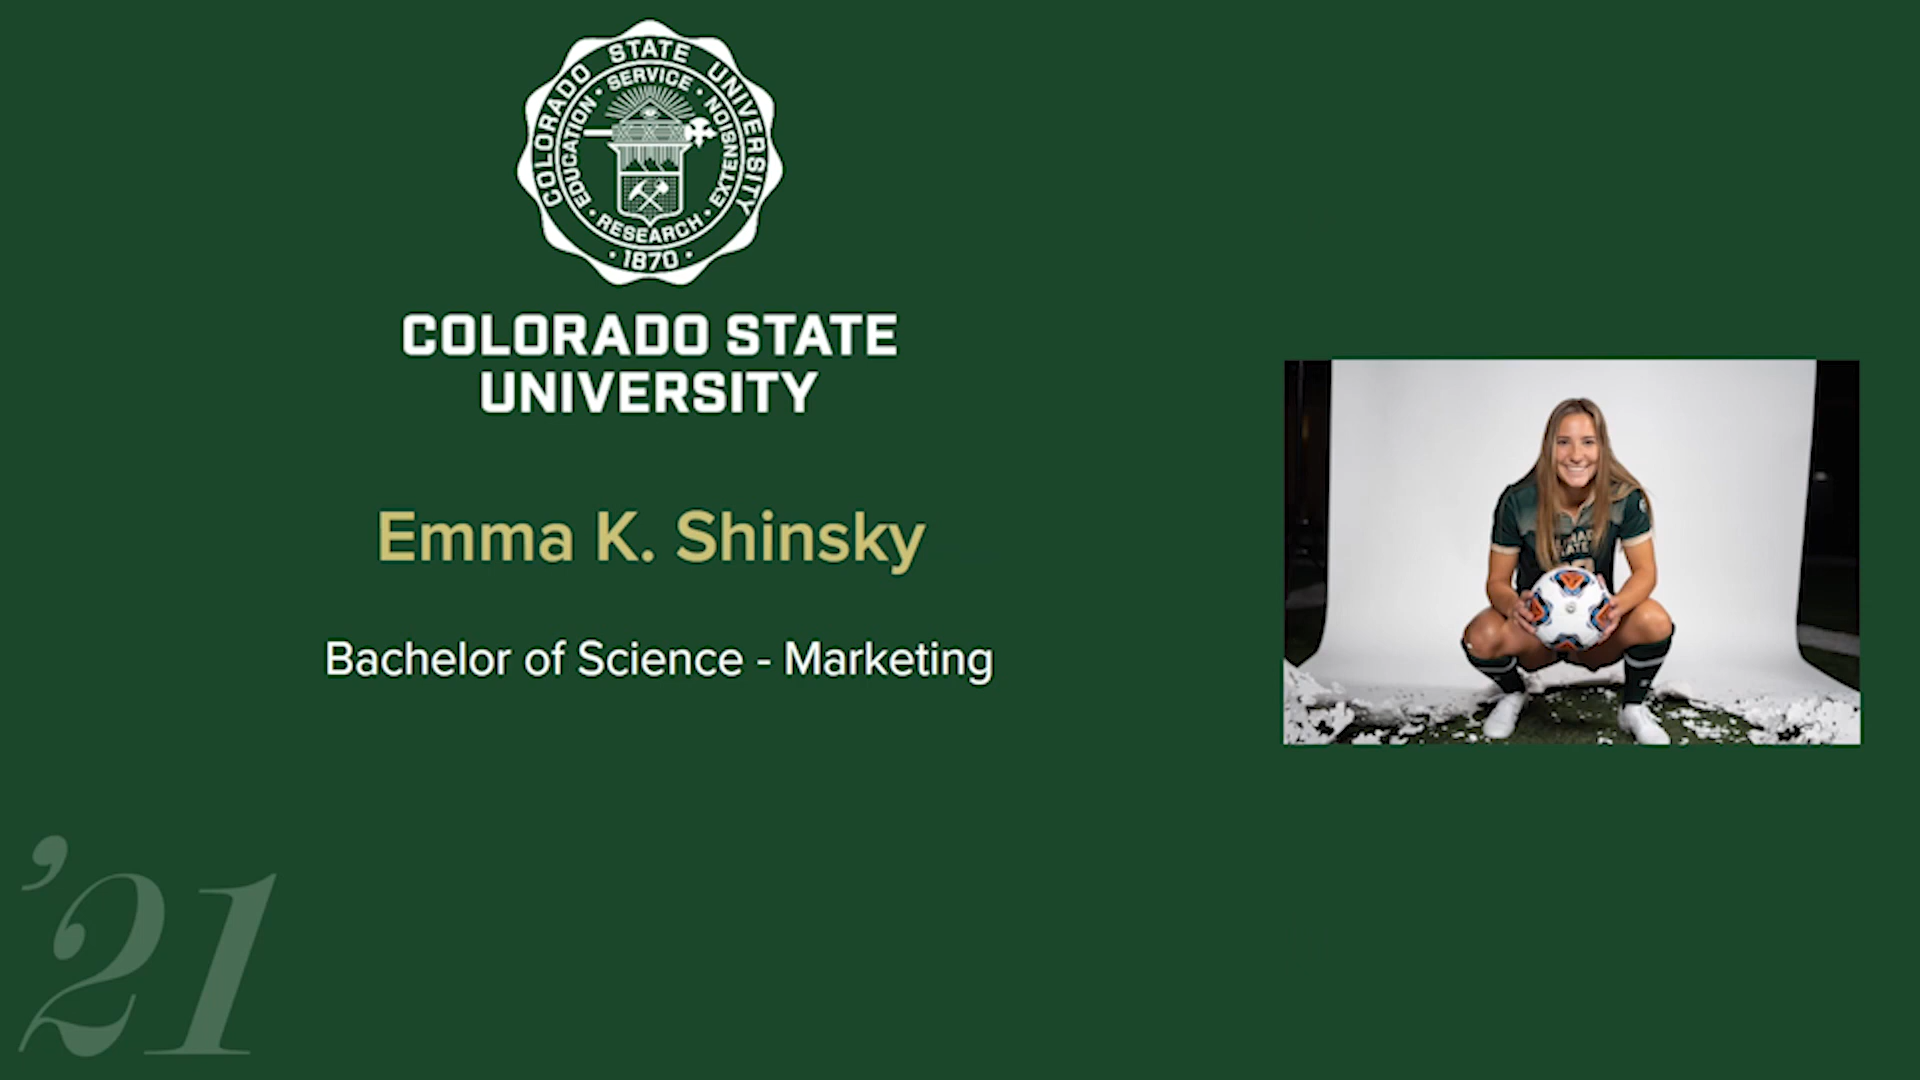 COLORADO STATE UNIVERSITY
EDUCATION • SERVICE • EXTENSION
• RESEARCH •
• 1870 •
COLORADO STATE
UNIVERSITY
Emma K. Shinsky
Bachelor of Science - Marketing
’21